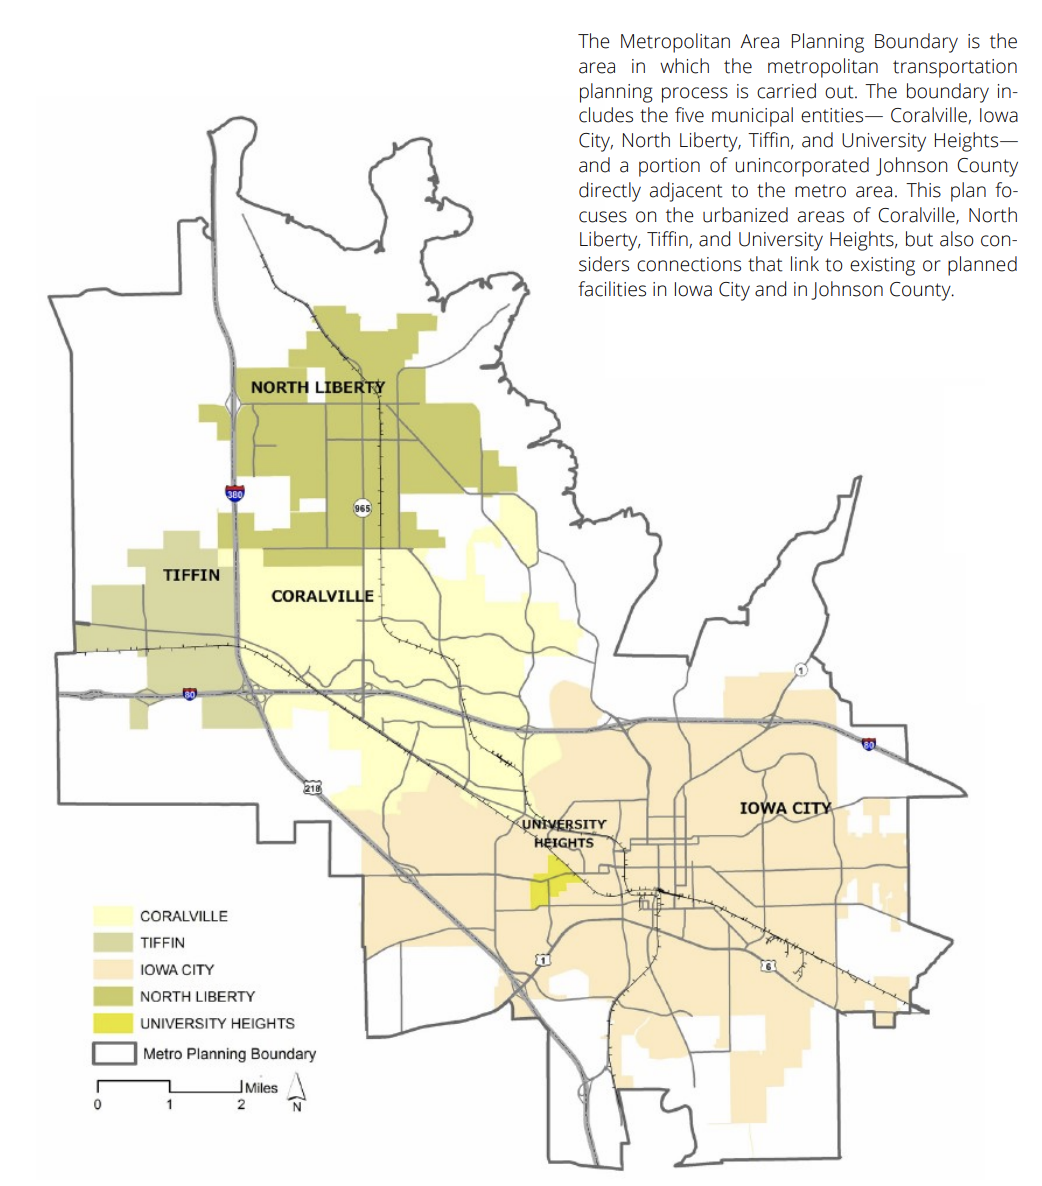 The Metropolitan Area Planning Boundary is the
area in which the metropolitan transportation
planning process is carried out. The boundary in-
cludes the five municipal entities— Coralville, Iowa
City, North Liberty, Tiffin, and University Heights—
and a portion of unincorporated Johnson County
directly adjacent to the metro area. This plan fo-
cuses on the urbanized areas of Coralville, North
Liberty, Tiffin, and University Heights, but also con-
siders connections that link to existing or planned
facilities in Iowa City and in Johnson County.
NORTH LIBERTY
380
965
TIFFIN
CORALVILLE
1
80
80
218
IOWA CITY
UNIVERSITY
HEIGHTS
1
6
CORALVILLE
TIFFIN
IOWA CITY
NORTH LIBERTY
UNIVERSITY HEIGHTS
Metro Planning Boundary
Miles
0 1 2 N